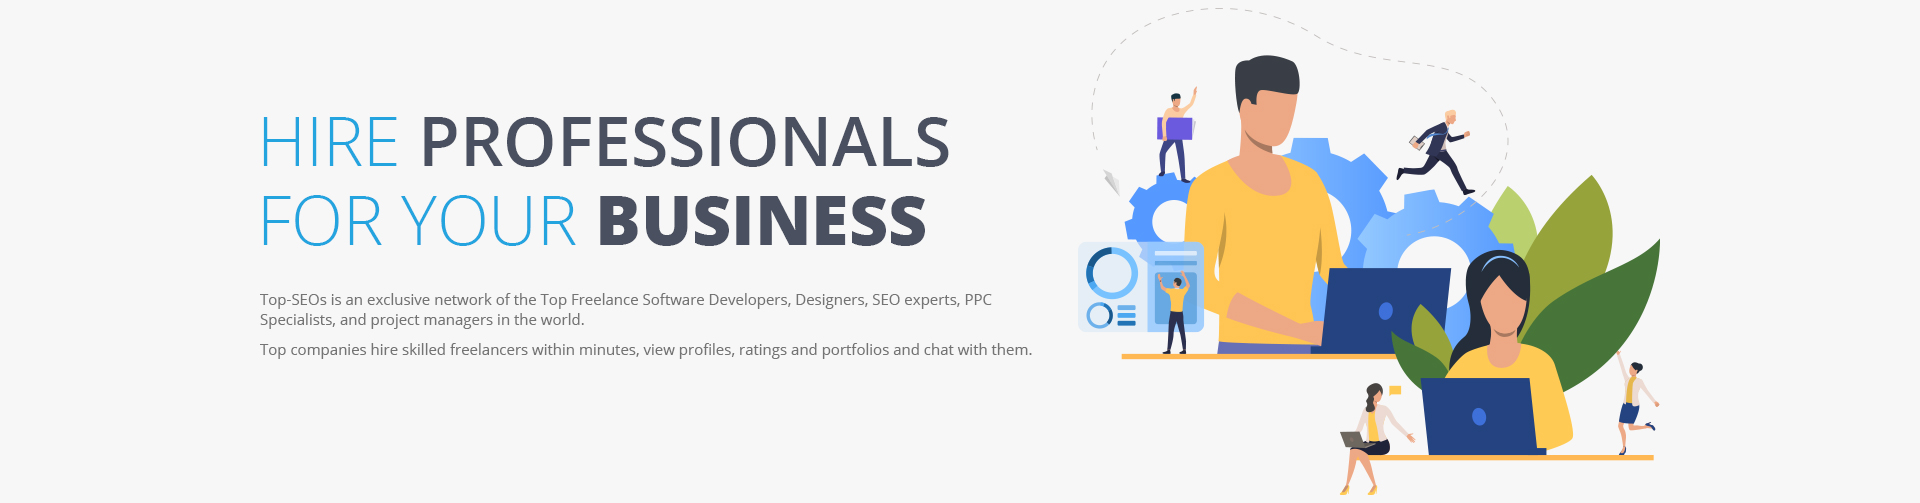 HIRE PROFESSIONALS
FOR YOUR BUSINESS
Top-SEOs is an exclusive network of the Top Freelance Software Developers, Designers, SEO experts, PPC
Specialists, and project managers in the world.
Top companies hire skilled freelancers within minutes, view profiles, ratings and portfolios and chat with them.